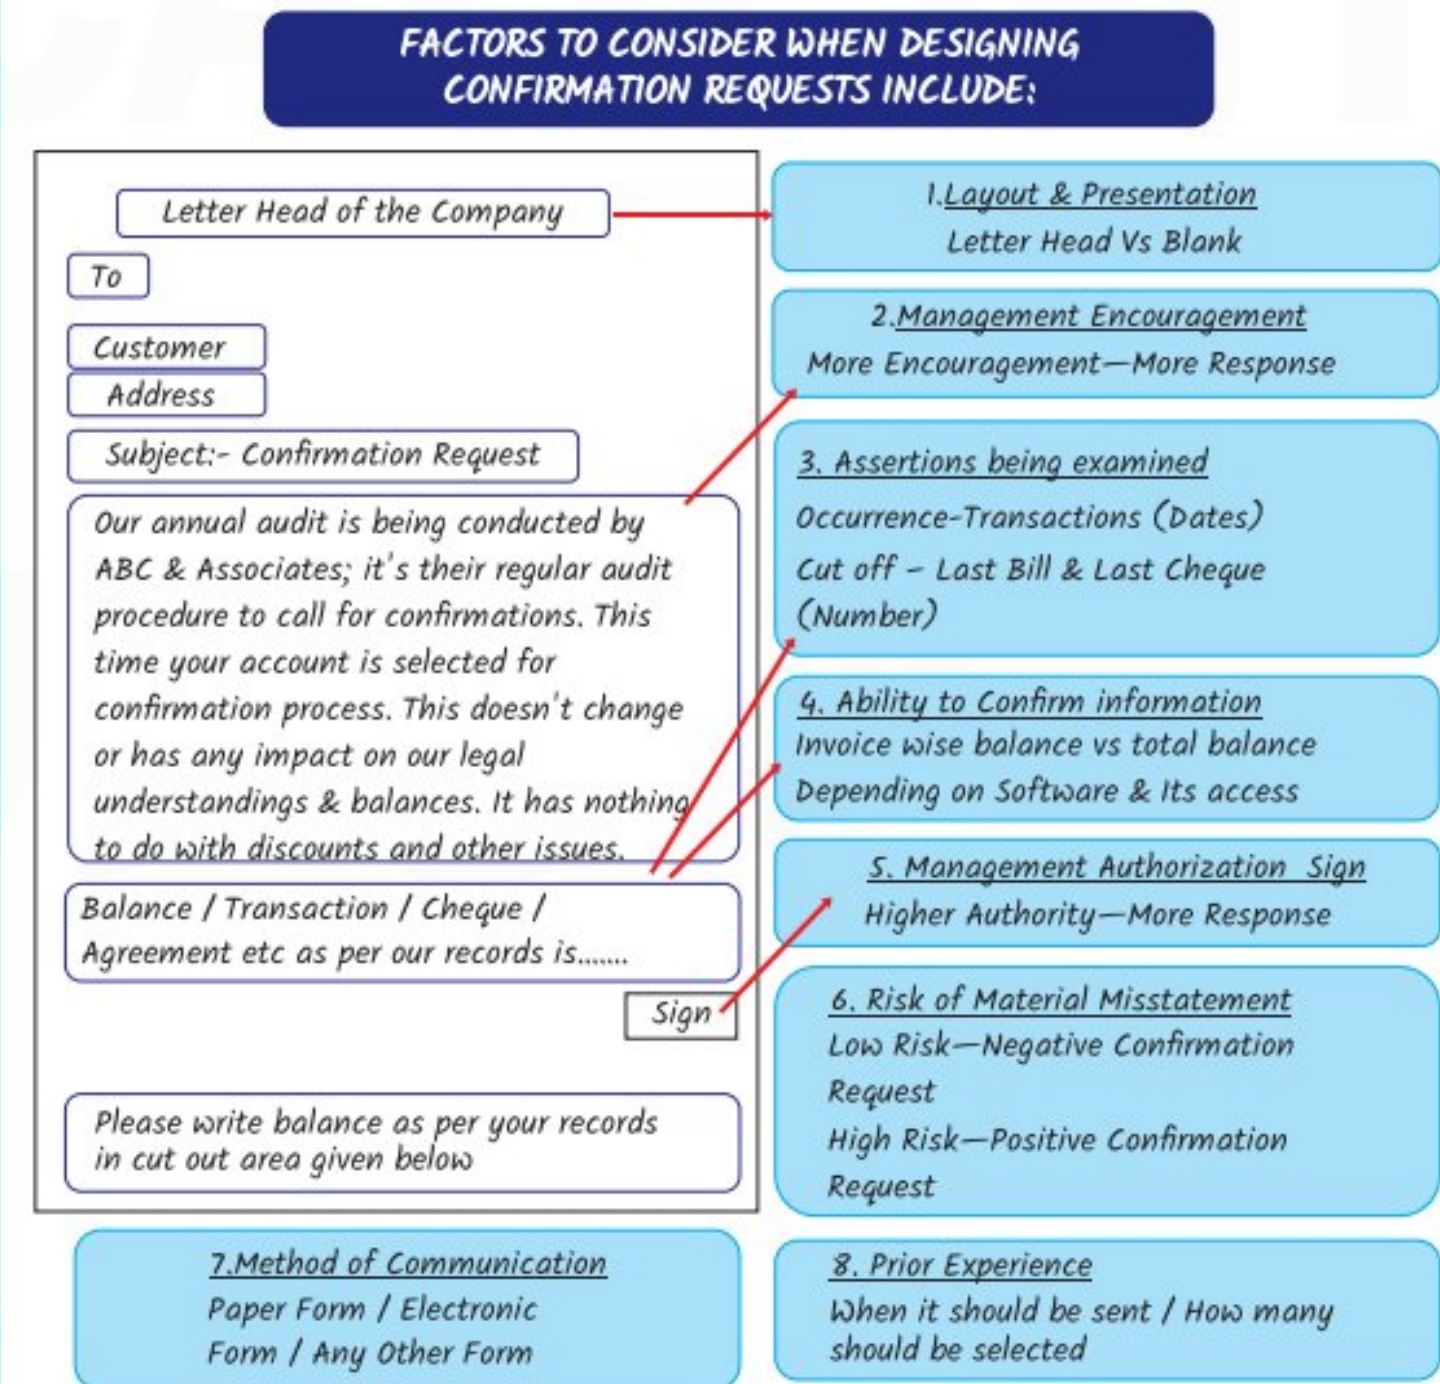 FACTORS TO CONSIDER WHEN DESIGNING
CONFIRMATION REQUESTS INCLUDE:
Letter Head of the Company
To
Customer
Address
Subject:- Confirmation Request
Our annual audit is being conducted by
ABC & Associates; it's their regular audit
procedure to call for confirmations. This
time your account is selected for
confirmation process. This doesn't change
or has any impact on our legal
understandings & balances. It has nothing
to do with discounts and other issues.
Balance / Transaction / Cheque /
Agreement etc as per our records is.......
Sign
Please write balance as per your records
in cut out area given below
1.Layout & Presentation
Letter Head Vs Blank
2.Management Encouragement
More Encouragement—More Response
3. Assertions being examined
Occurrence-Transactions (Dates)
Cut off – Last Bill & Last Cheque
(Number)
4. Ability to Confirm information
Invoice wise balance vs total balance
Depending on Software & Its access
5. Management Authorization Sign
Higher Authority—More Response
6. Risk of Material Misstatement
Low Risk—Negative Confirmation
Request
High Risk—Positive Confirmation
Request
7.Method of Communication
Paper Form / Electronic
Form / Any Other Form
8. Prior Experience
When it should be sent / How many
should be selected